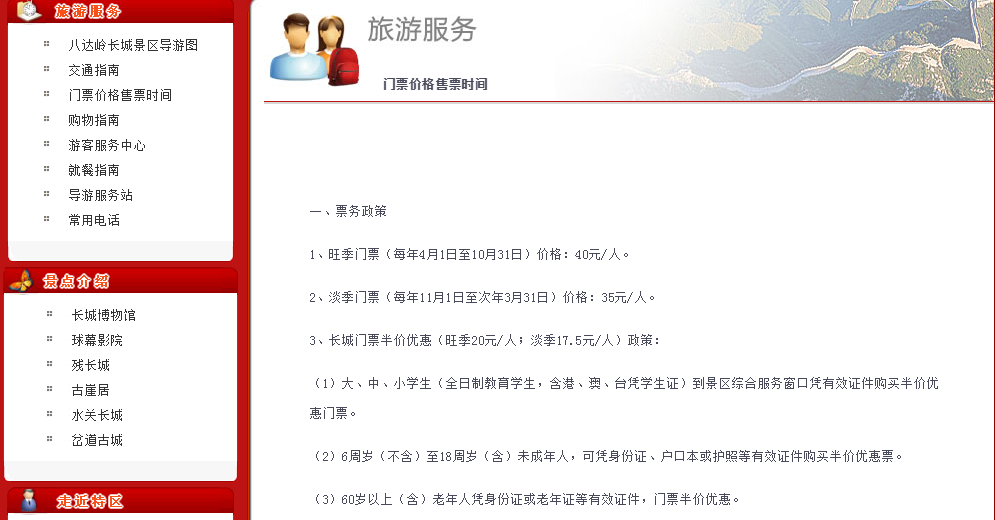 旅游服务
八达岭长城景区导游图
交通指南
门票价格售票时间
购物指南
游客服务中心
就餐指南
导游服务站
常用电话
景点介绍
长城博物馆
球幕影院
残长城
古崖居
水关长城
岔道古城
走近特区
旅游服务
门票价格售票时间
一、票务政策
1、旺季门票（每年4月1日至10月31日）价格：40元/人。
2、淡季门票（每年11月1日至次年3月31日）价格：35元/人。
3、长城门票半价优惠（旺季20元/人；淡季17.5元/人）政策：
（1）大、中、小学生（全日制教育学生，含港、澳、台凭学生证）到景区综合服务窗口凭有效证件购买半价优
惠门票。
（2）6周岁（不含）至18周岁（含）未成年人，可凭身份证、户口本或护照等有效证件购买半价优惠票。
（3）60岁以上（含）老年人凭身份证或老年证等有效证件，门票半价优惠。